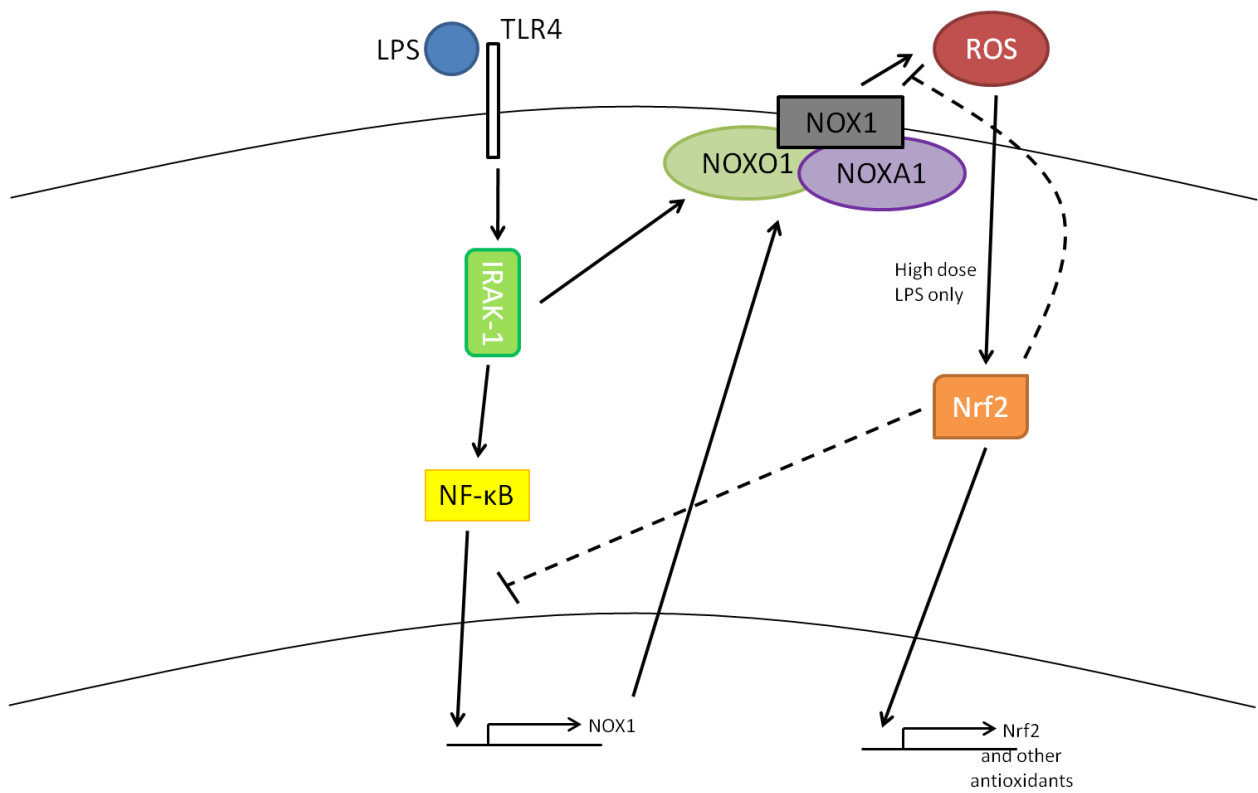 LPS
TLR4
ROS
NOX1
NOXO1
NOXA1
IRAK-1
High dose
LPS only
Nrf2
NF-κB
NOX1
Nrf2
and other
antioxidants